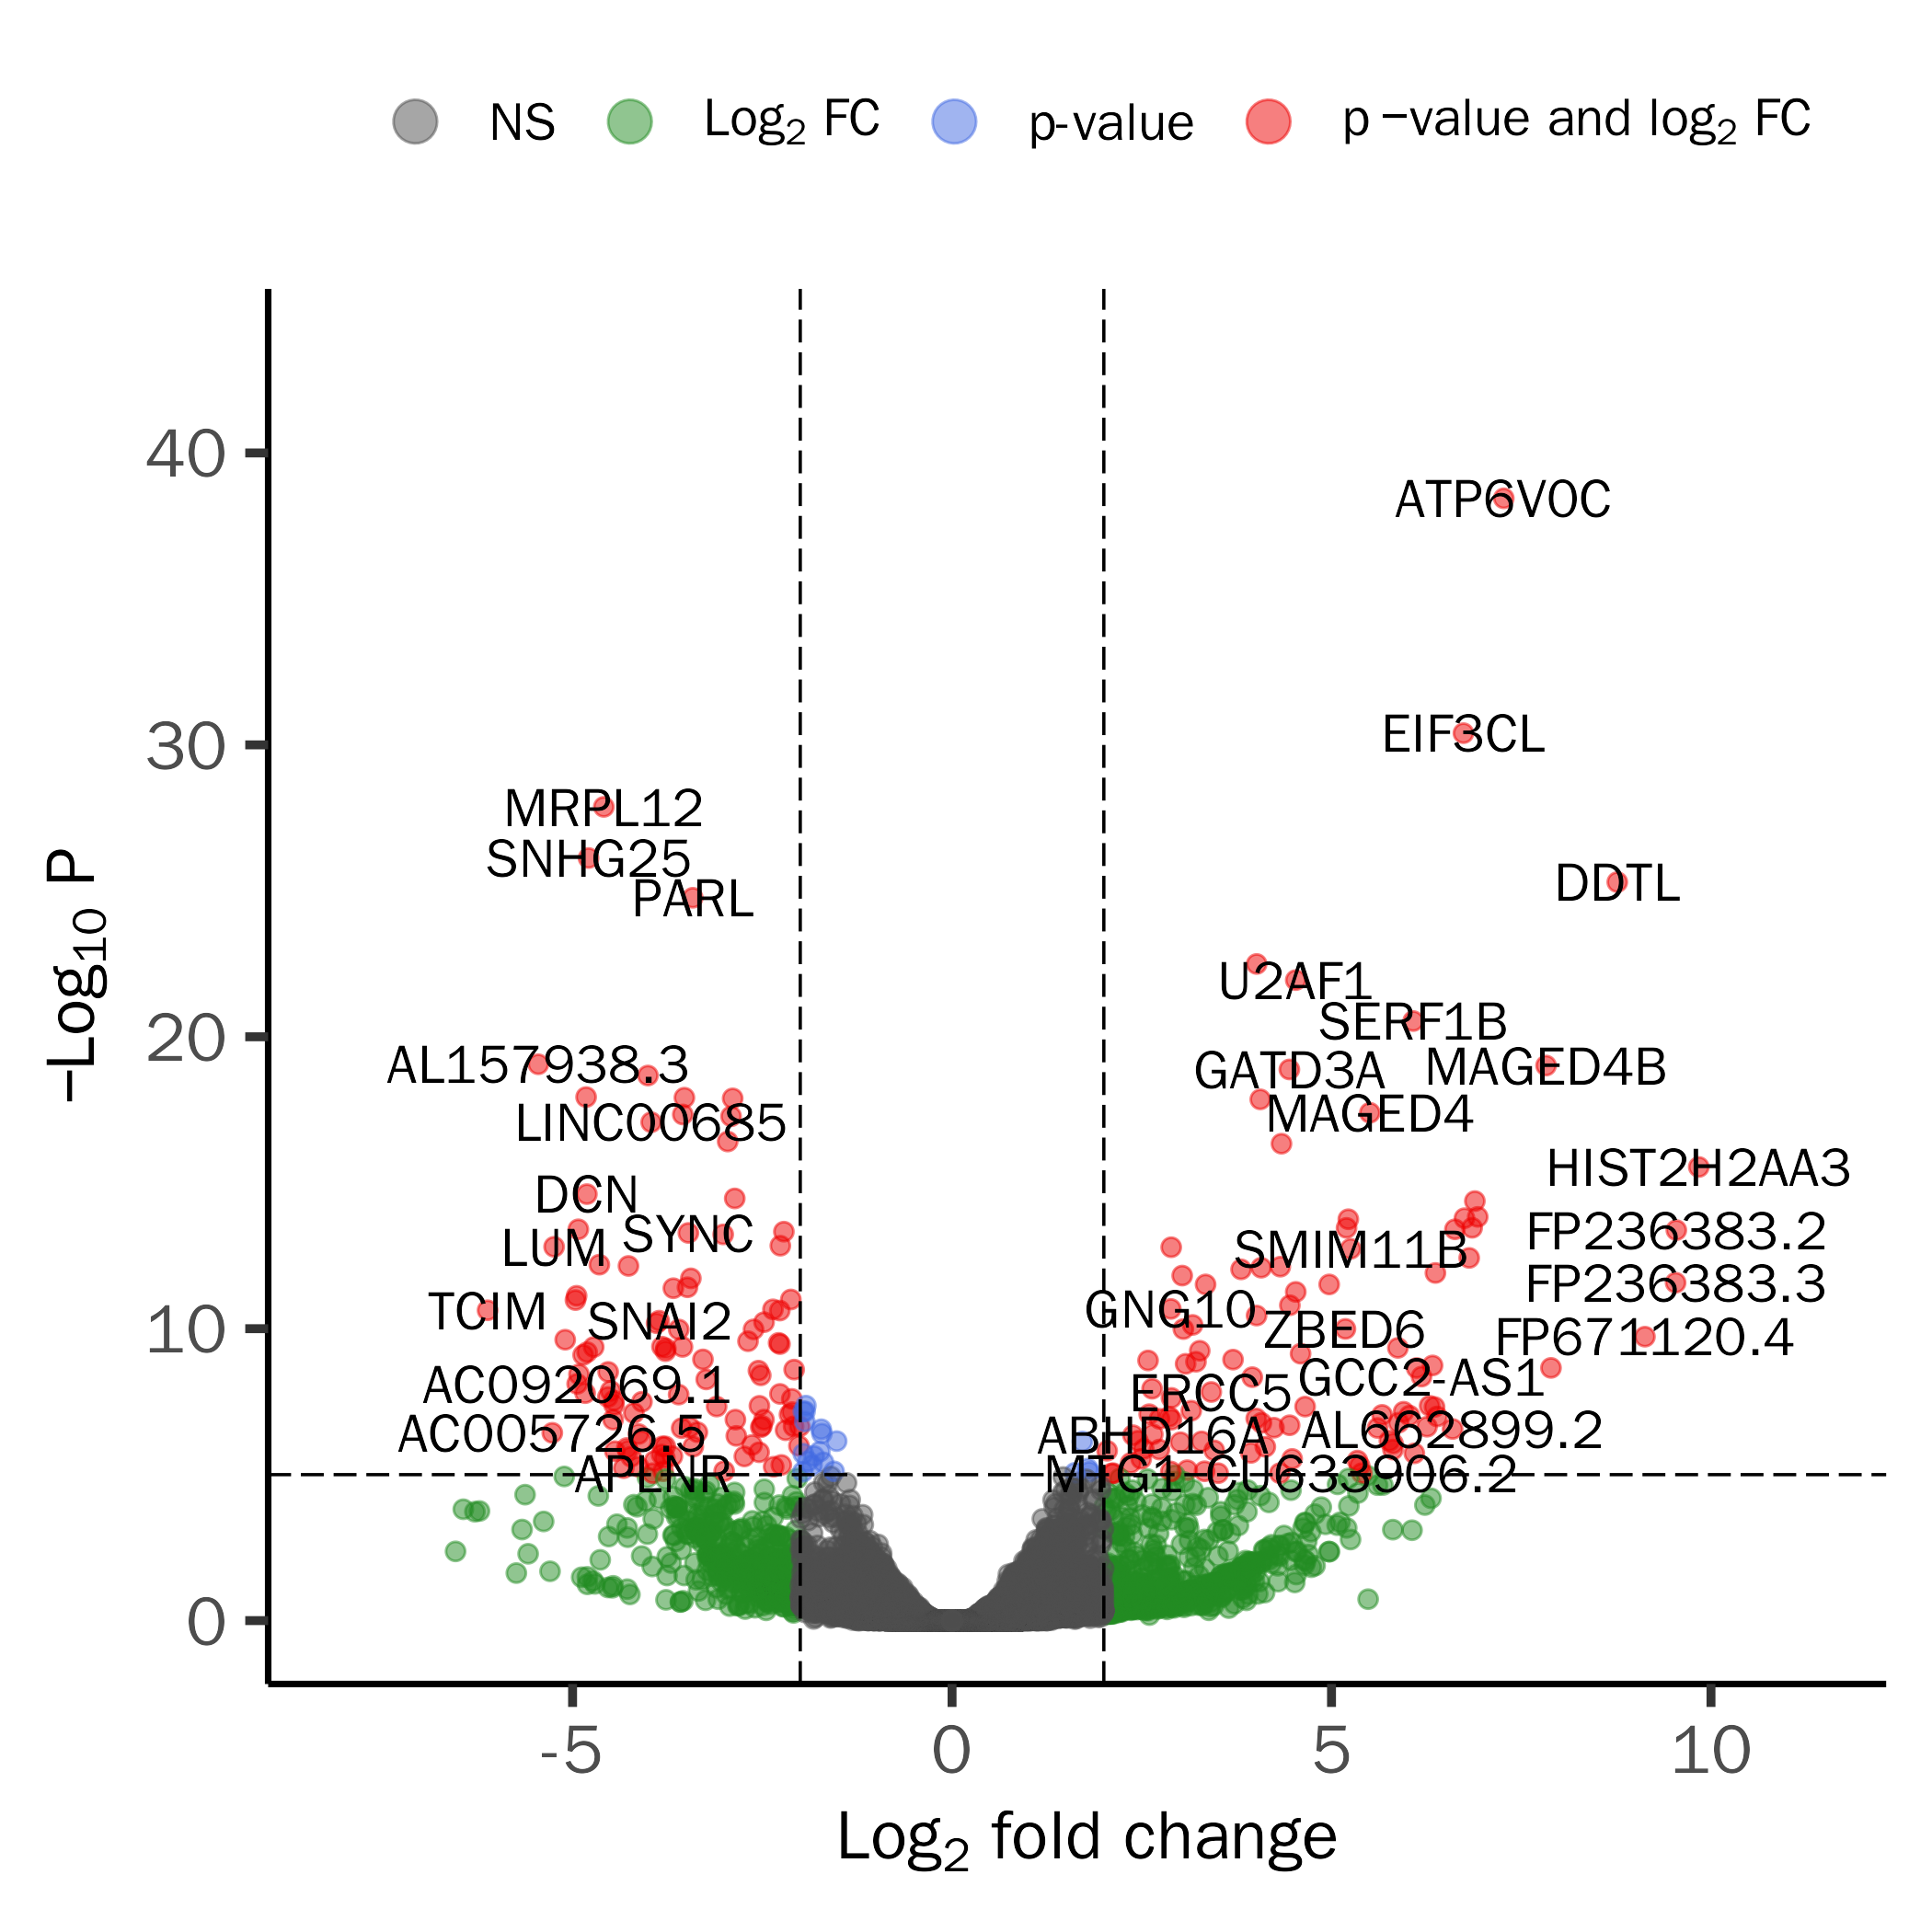 NS Log2 FC p-value p −value and log2 FC
40
ATP6V0C
EIF3CL
30
MRPL12
SNHG25
PARL
DDTL
U2AF1
SERF1B
20
AL157938.3
GATD3A
MAGED4B
LINC00685
MAGED4
HIST2H2AA3
DCN
SYNC
FP236383.2
LUM
SMIM11B
FP236383.3
TCIM
GNG10
SNAI2
10
ZBED6
FP671120.4
GCC2-AS1
AC092069.1
ERCC5
AL662899.2
AC005726.5
ABHD16A
APLNR
MTG1
CU633906.2
0
-5 0 5 10
Log2 fold change
−Log10 P